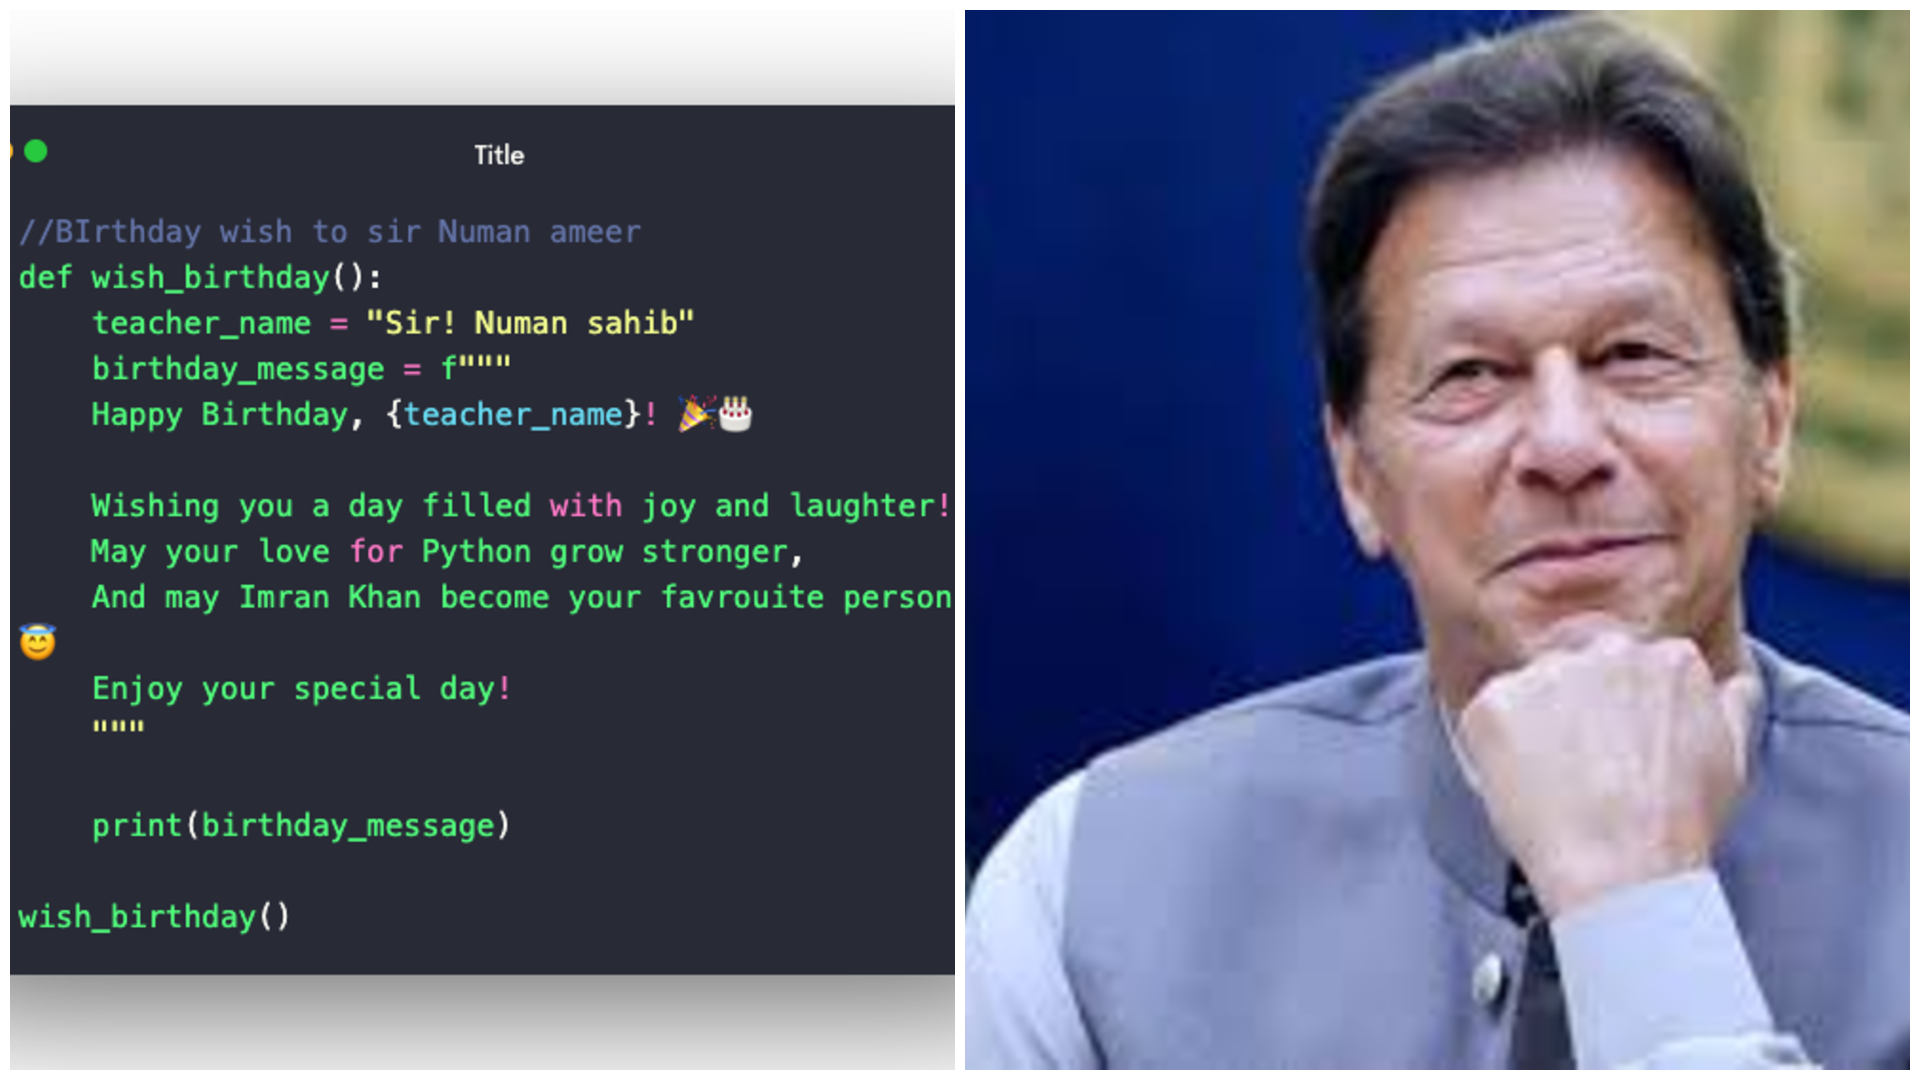 Title
//BIrthday wish to sir Numan ameer
def wish_birthday():
    teacher_name = "Sir! Numan sahib"
    birthday_message = f"""
    Happy Birthday, {teacher_name}! 🎉🎂
    Wishing you a day filled with joy and laughter!
    May your love for Python grow stronger,
    And may Imran Khan become your favrouite person
😇
    Enjoy your special day!
    """
    print(birthday_message)
wish_birthday()